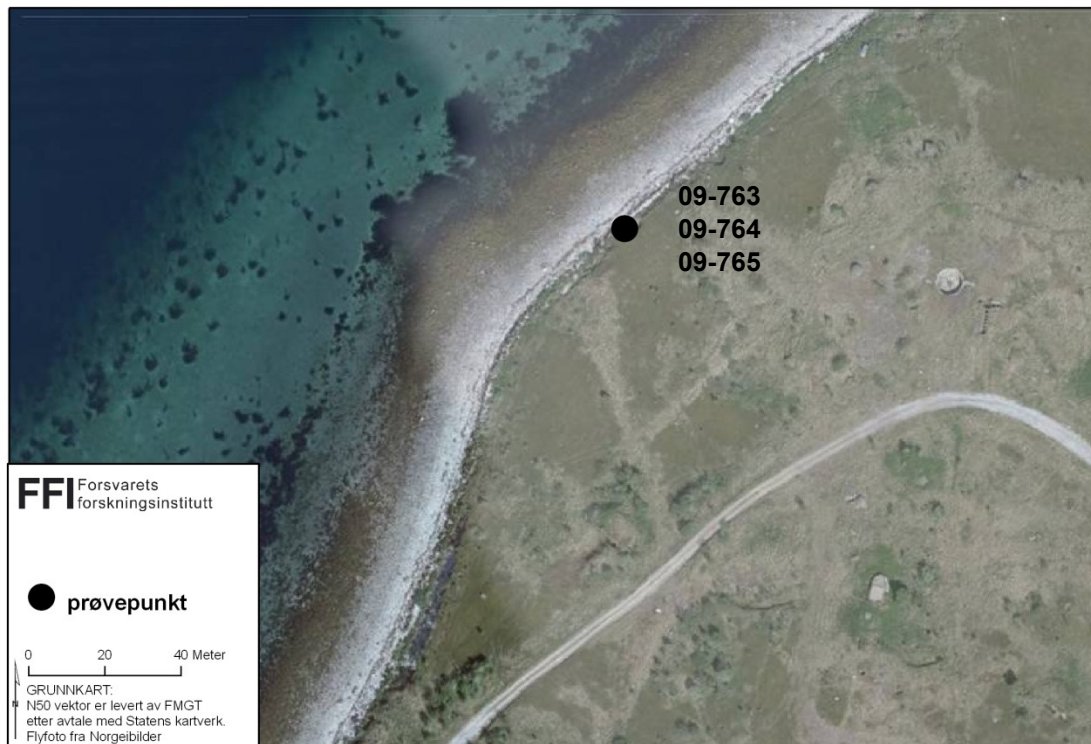 09-763
09-764
09-765
FFI Forsvarets
forskningsinstitutt
prøvepunkt
0 20 40 Meter
N
GRUNNKART:
N50 vektor er levert av FMGT
etter avtale med Statens kartverk.
Flyfoto fra Norgeibilder